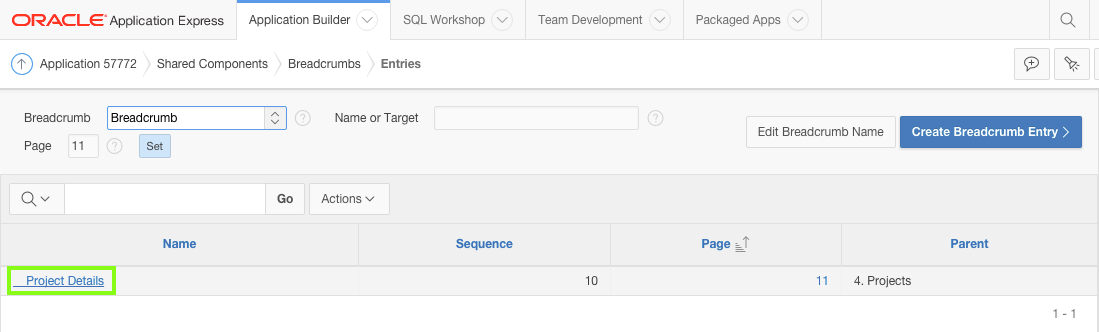 ORACLE Application Express Application Builder SQL Workshop Team Development Packaged Apps
Application 57772 Shared Components Breadcrumbs Entries
Breadcrumb Breadcrumb ? Name or Target ?
Edit Breadcrumb Name Create Breadcrumb Entry >
Page 11 ? Set
Go Actions
Name Sequence Page Parent
Project Details 10 11 4. Projects
1 - 1